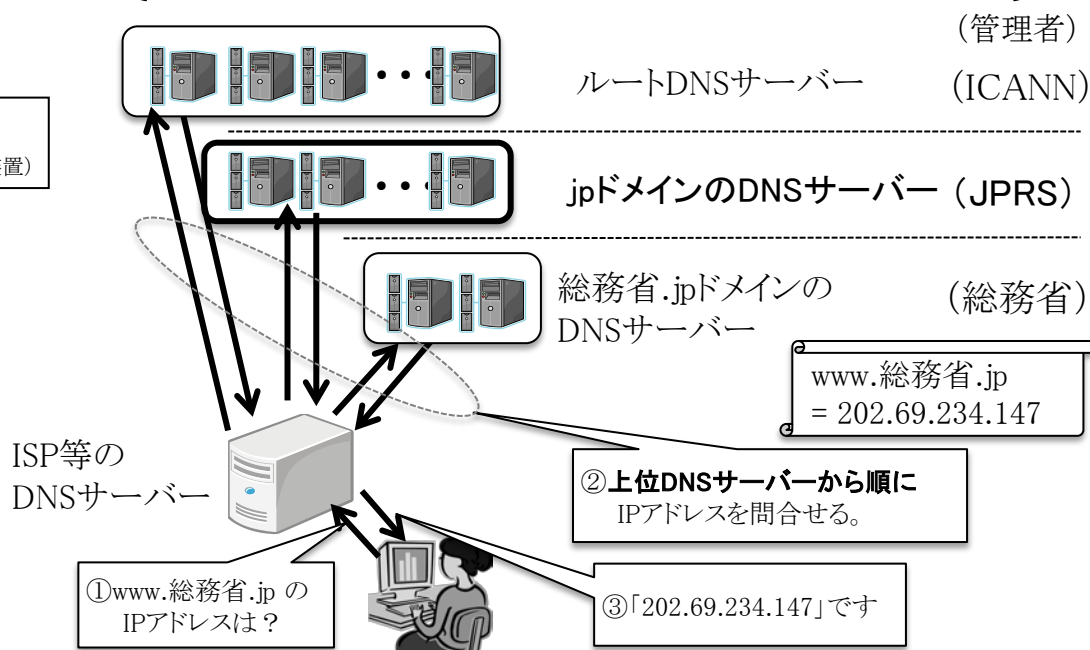 （管理者）
ルートDNSサーバー （ICANN）
置）
jpドメインのDNSサーバー（JPRS）
総務省.jpドメインの
DNSサーバー
（総務省）
www.総務省.jp
= 202.69.234.147
ISP等の
DNSサーバー
②上位DNSサーバーから順に
IPアドレスを問合せる。
①www.総務省.jp の
IPアドレスは？
③「202.69.234.147」です